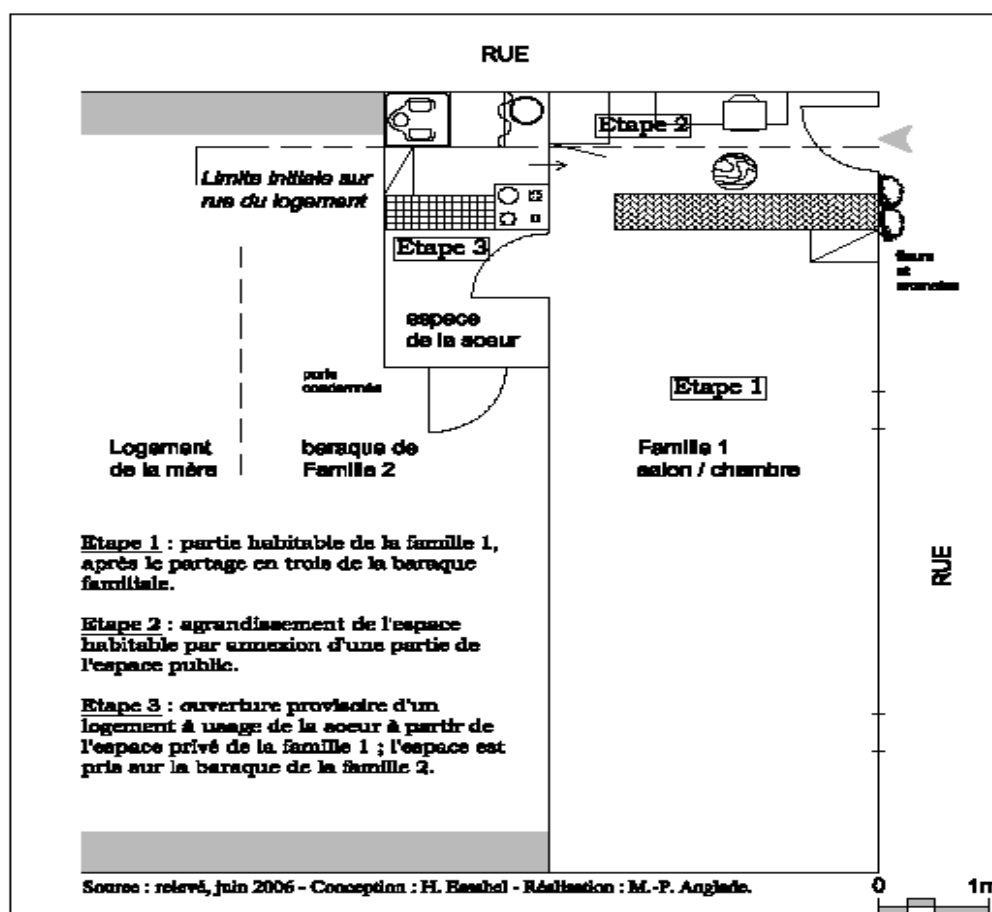 RUE
Etape 2
Limite initiale sur
rue du logement
Etape 3
fleurs
et
espace
de la soeur
porte
condamnée
Etape 1
Logement
de la mère
baraque de
Famille 2
Famille 1
salon / chambre
RUE
Etape 1 : partie habitable de la famille 1,
après le partage en trois de la baraque
familiale.
Etape 2 : agrandissement de l'espace
habitable par annexion d'une partie de
l'espace public.
Etape 3 : ouverture provisoire d'un
logement à usage de la soeur à partir de
l'espace privé de la famille 1 ; l'espace est
pris sur la baraque de la famille 2.
Source : relevé, juin 2006 - Conception : H. - Réalisation : M.-P. Anglade.
0 1m